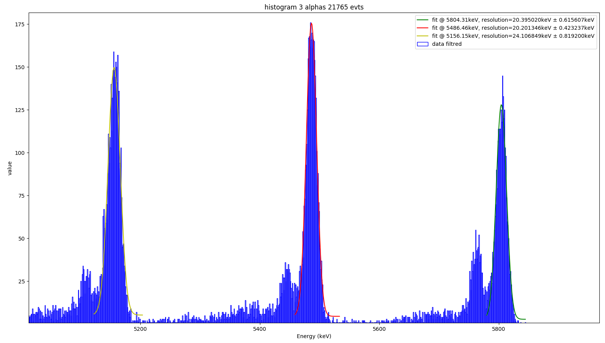 histogram 3 alphas 21765 evts
fit @ 5804.31keV, resolution=20.395020keV ± 0.615607keV
fit @ 5486.46keV, resolution=20.201346keV ± 0.423237keV
fit @ 5156.15keV, resolution=24.106849keV ± 0.819200keV
data filtred
175
150
125
100
75
50
25
value
5200
5400
5600
5800
Energy (keV)